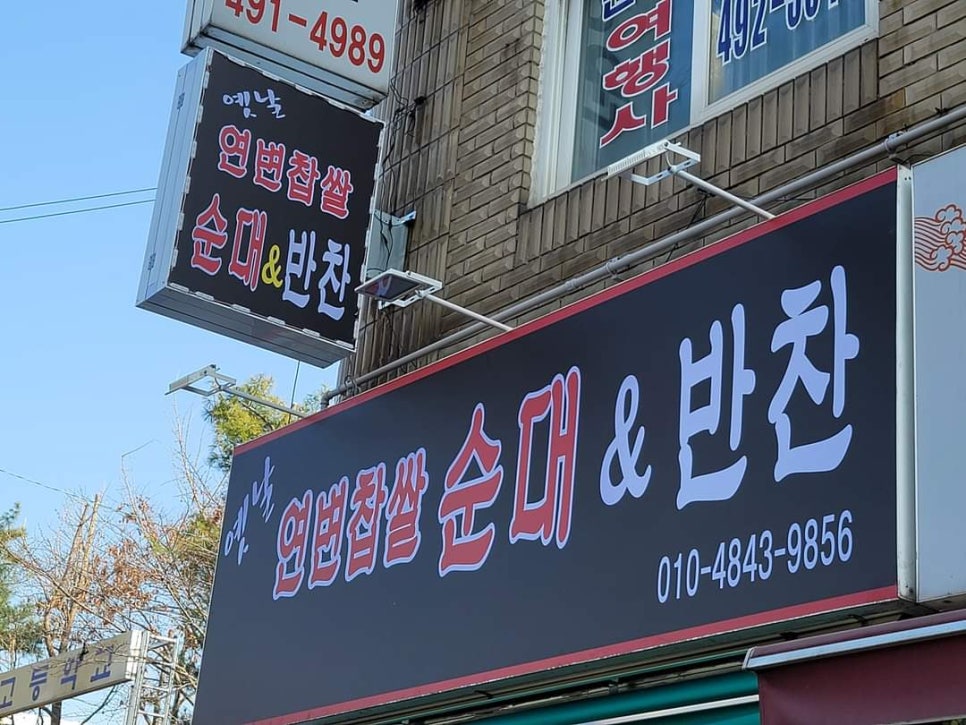 491-4989
옛날
연변찹쌀
순대&반찬
여행사
옛날 연변찹쌀 순대 & 반찬
010-4843-9856
고등학교